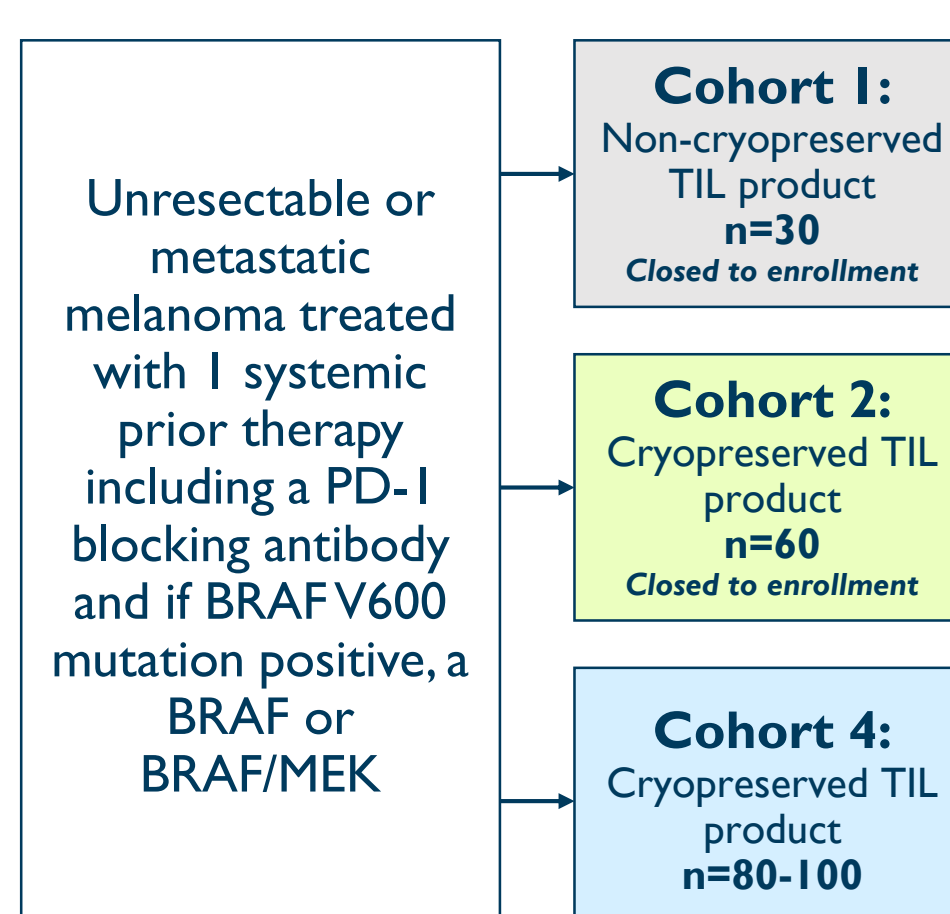 Unresectable or
metastatic
melanoma treated
with 1 systemic
prior therapy
including a PD-1
blocking antibody
and if BRAF V600
mutation positive, a
BRAF or
BRAF/MEK
Cohort 1:
Non-cryopreserved
TIL product
n=30
Closed to enrollment
Cohort 2:
Cryopreserved TIL
product
n=60
Closed to enrollment
Cohort 4:
Cryopreserved TIL
product
n=80-100